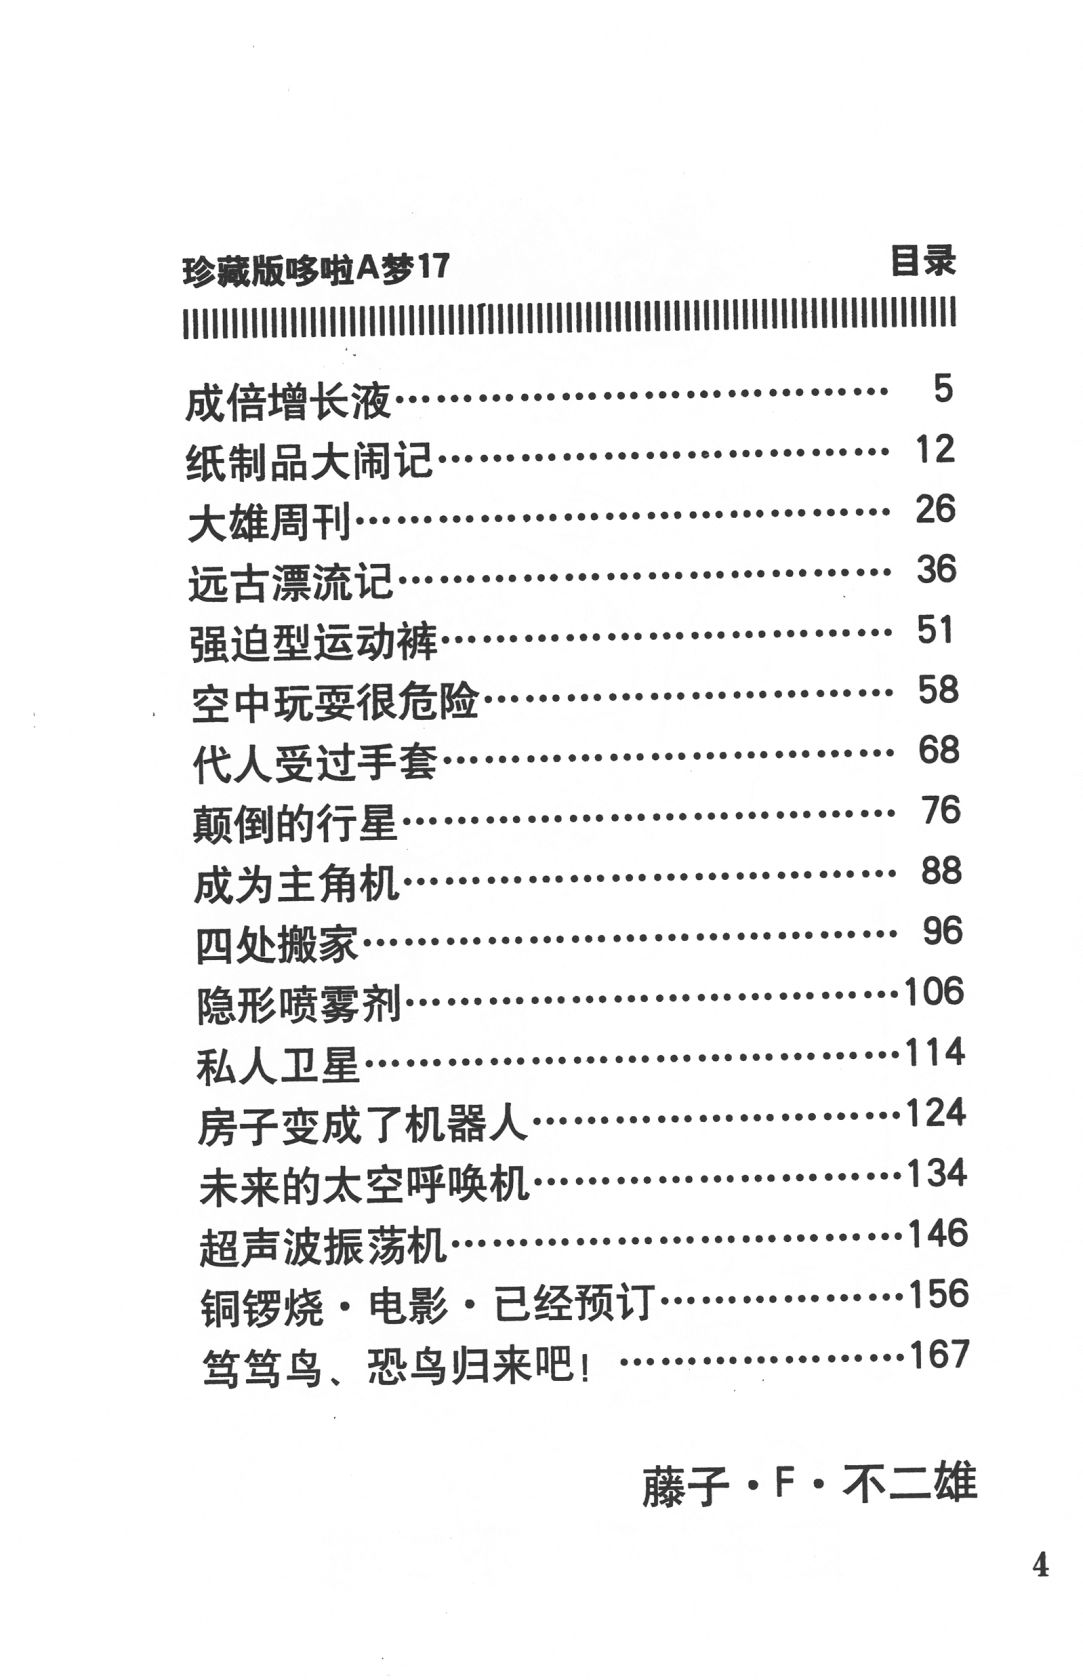 珍藏版哆啦A梦17 目录
成倍增长液………………………………… 5
纸制品大闹记……………………………… 12
大雄周刊…………………………………… 26
远古漂流记………………………………… 36
强迫型运动裤……………………………… 51
空中玩耍很危险…………………………… 58
代人受过手套……………………………… 68
颠倒的行星………………………………… 76
成为主角机………………………………… 88
四处搬家…………………………………… 96
隐形喷雾剂…………………………………106
私人卫星……………………………………114
房子变成了机器人…………………………124
未来的太空呼唤机…………………………134
超声波振荡机………………………………146
铜锣烧·电影·已经预订…………………156
笃笃鸟、恐鸟归来吧! ……………………167
藤子·F·不二雄
4